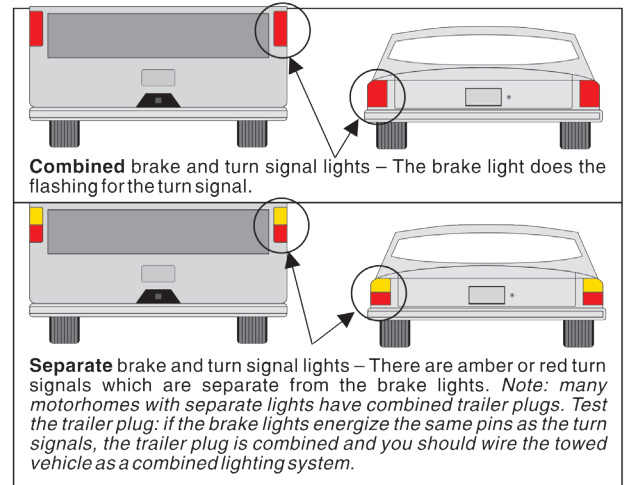 Combined brake and turn signal lights – The brake light does the
flashing for the turn signal.
Separate brake and turn signal lights – There are amber or red turn
signals which are separate from the brake lights. Note: many
motorhomes with separate lights have combined trailer plugs. Test
the trailer plug: if the brake lights energize the same pins as the turn
signals, the trailer plug is combined and you should wire the towed
vehicle as a combined lighting system.